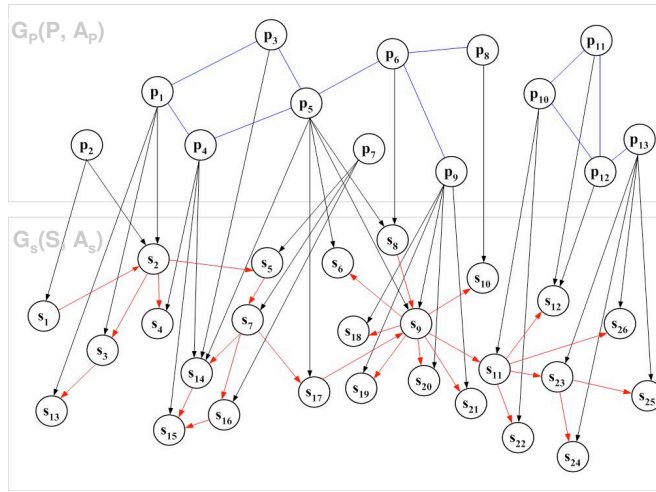 G_P(P, A_P)
p_3
p_11
p_6
p_8
p_1
p_5
p_10
p_4
p_2
p_7
p_13
p_9
p_12
G_s(S, A_s)
s_8
s_2
s_5
s_6
s_10
s_12
s_1
s_4
s_7
s_18
s_9
s_26
s_3
s_14
s_11
s_23
s_17
s_19
s_20
s_25
s_13
s_16
s_21
s_15
s_22
s_24